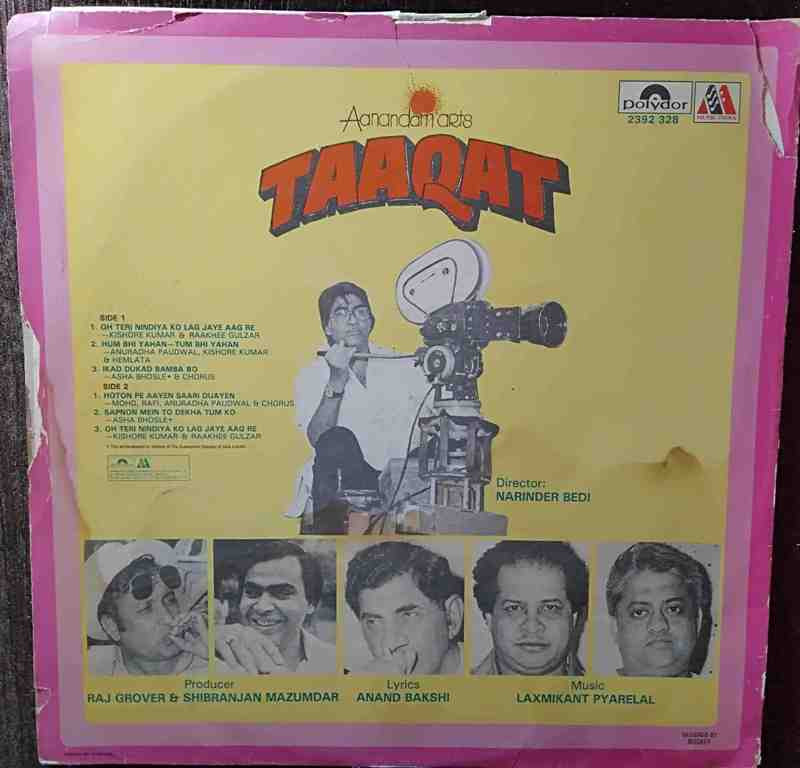 Aanandam arts
TAAQAT
polydor
2392 328
MUSIC INDIA
SIDE 1
1. OH TERI NINDIYA KO LAG JAYE AAG RE
—KISHORE KUMAR & RAAKHEE GULZAR
2. HUM BHI YAHAN—TUM BHI YAHAN
—ANURADHA PAUDWAL, KISHORE KUMAR
& HEMLATA
3. IKAD DUKAD BAMBA BO
—ASHA BHOSLE* & CHORUS
SIDE 2
1. HOTON PE AAYEN SAARI DUAYEN
—MOHD. RAFI, ANURADHA PAUDWAL & CHORUS
2. SAPNON MEIN TO DEKHA TUM KO
—ASHA BHOSLE*
3. OH TERI NINDIYA KO LAG JAYE AAG RE
—KISHORE KUMAR & RAAKHEE GULZAR
Director:
NARINDER BEDI
Producer
RAJ GROVER & SHIBRANJAN MAZUMDAR
Lyrics
ANAND BAKSHI
Music
LAXMIKANT PYARELAL
DESIGNED BY